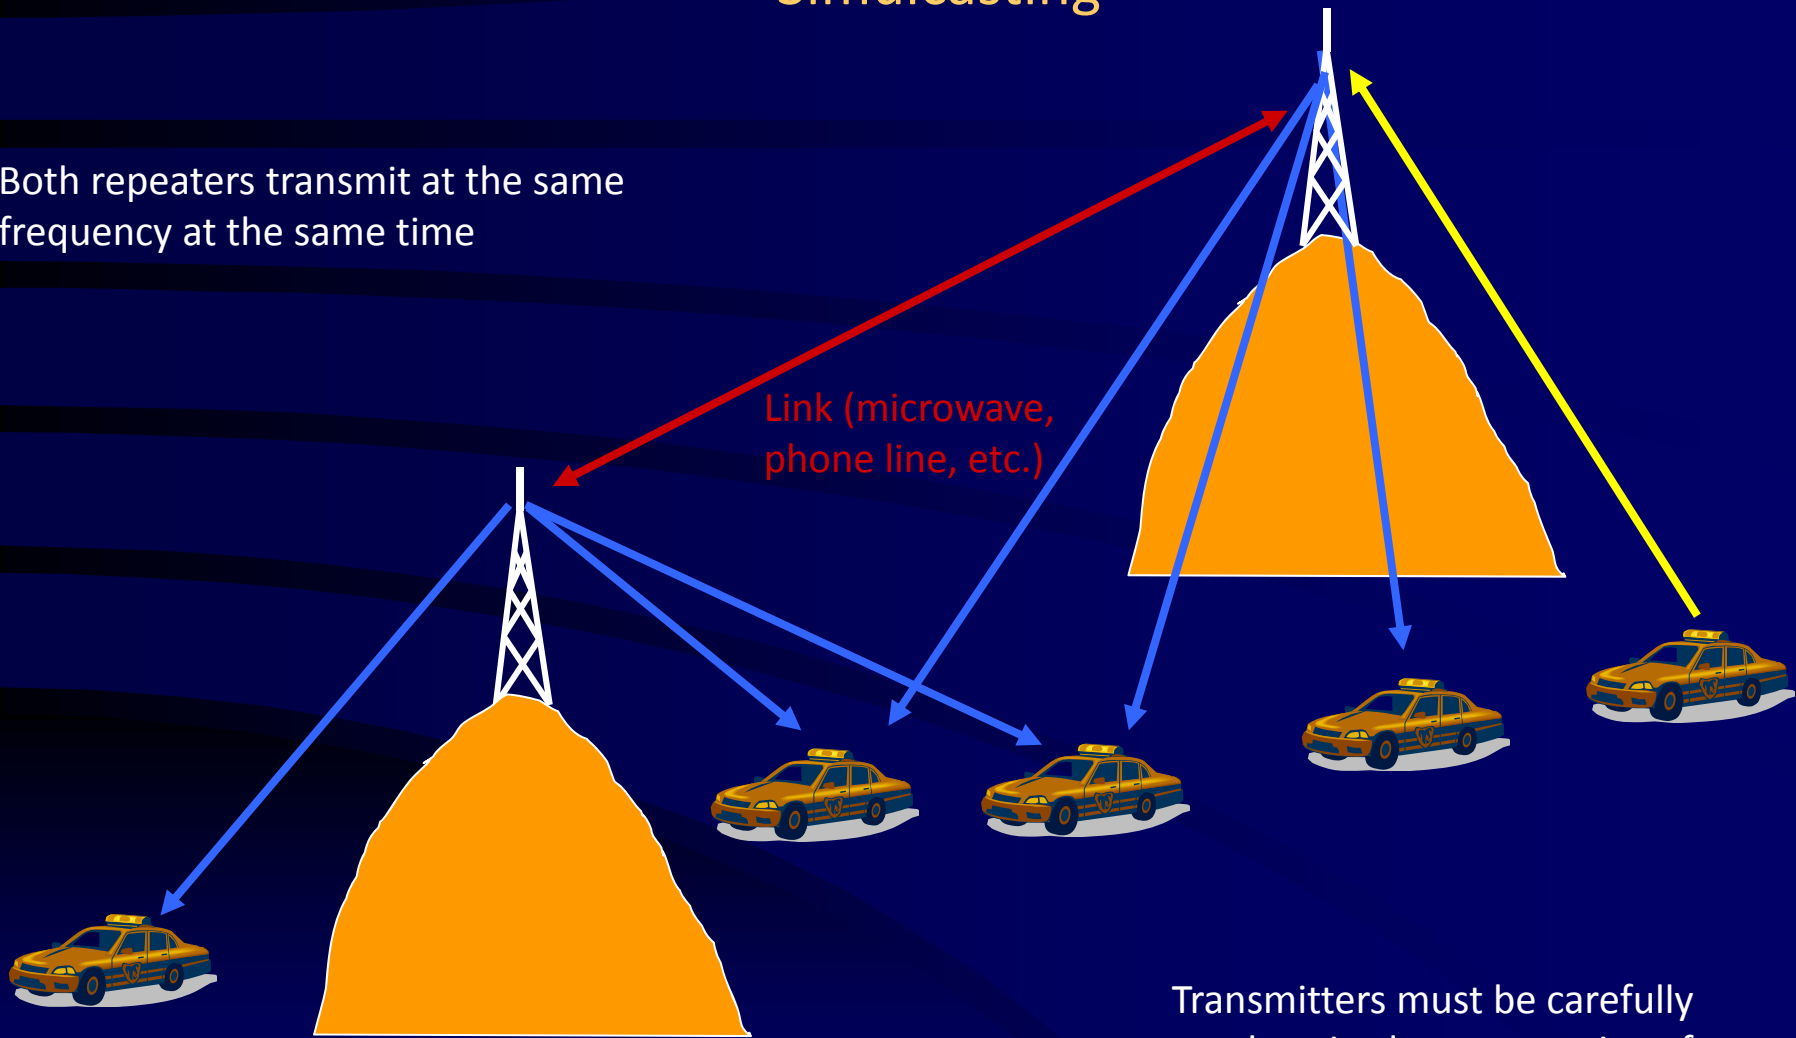 Simulcasting
Both repeaters transmit at the same
frequency at the same time
Link (microwave,
phone line, etc.)
Transmitters must be carefully